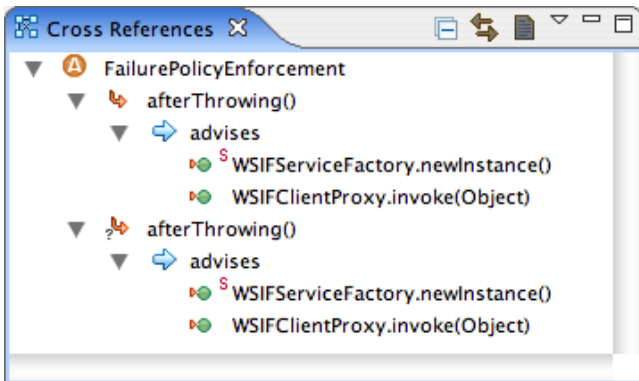 Cross References
A FailurePolicyEnforcement
afterThrowing()
advises
S WSIFServiceFactory.newInstance()
WSIFClientProxy.invoke(Object)
? afterThrowing()
advises
S WSIFServiceFactory.newInstance()
WSIFClientProxy.invoke(Object)